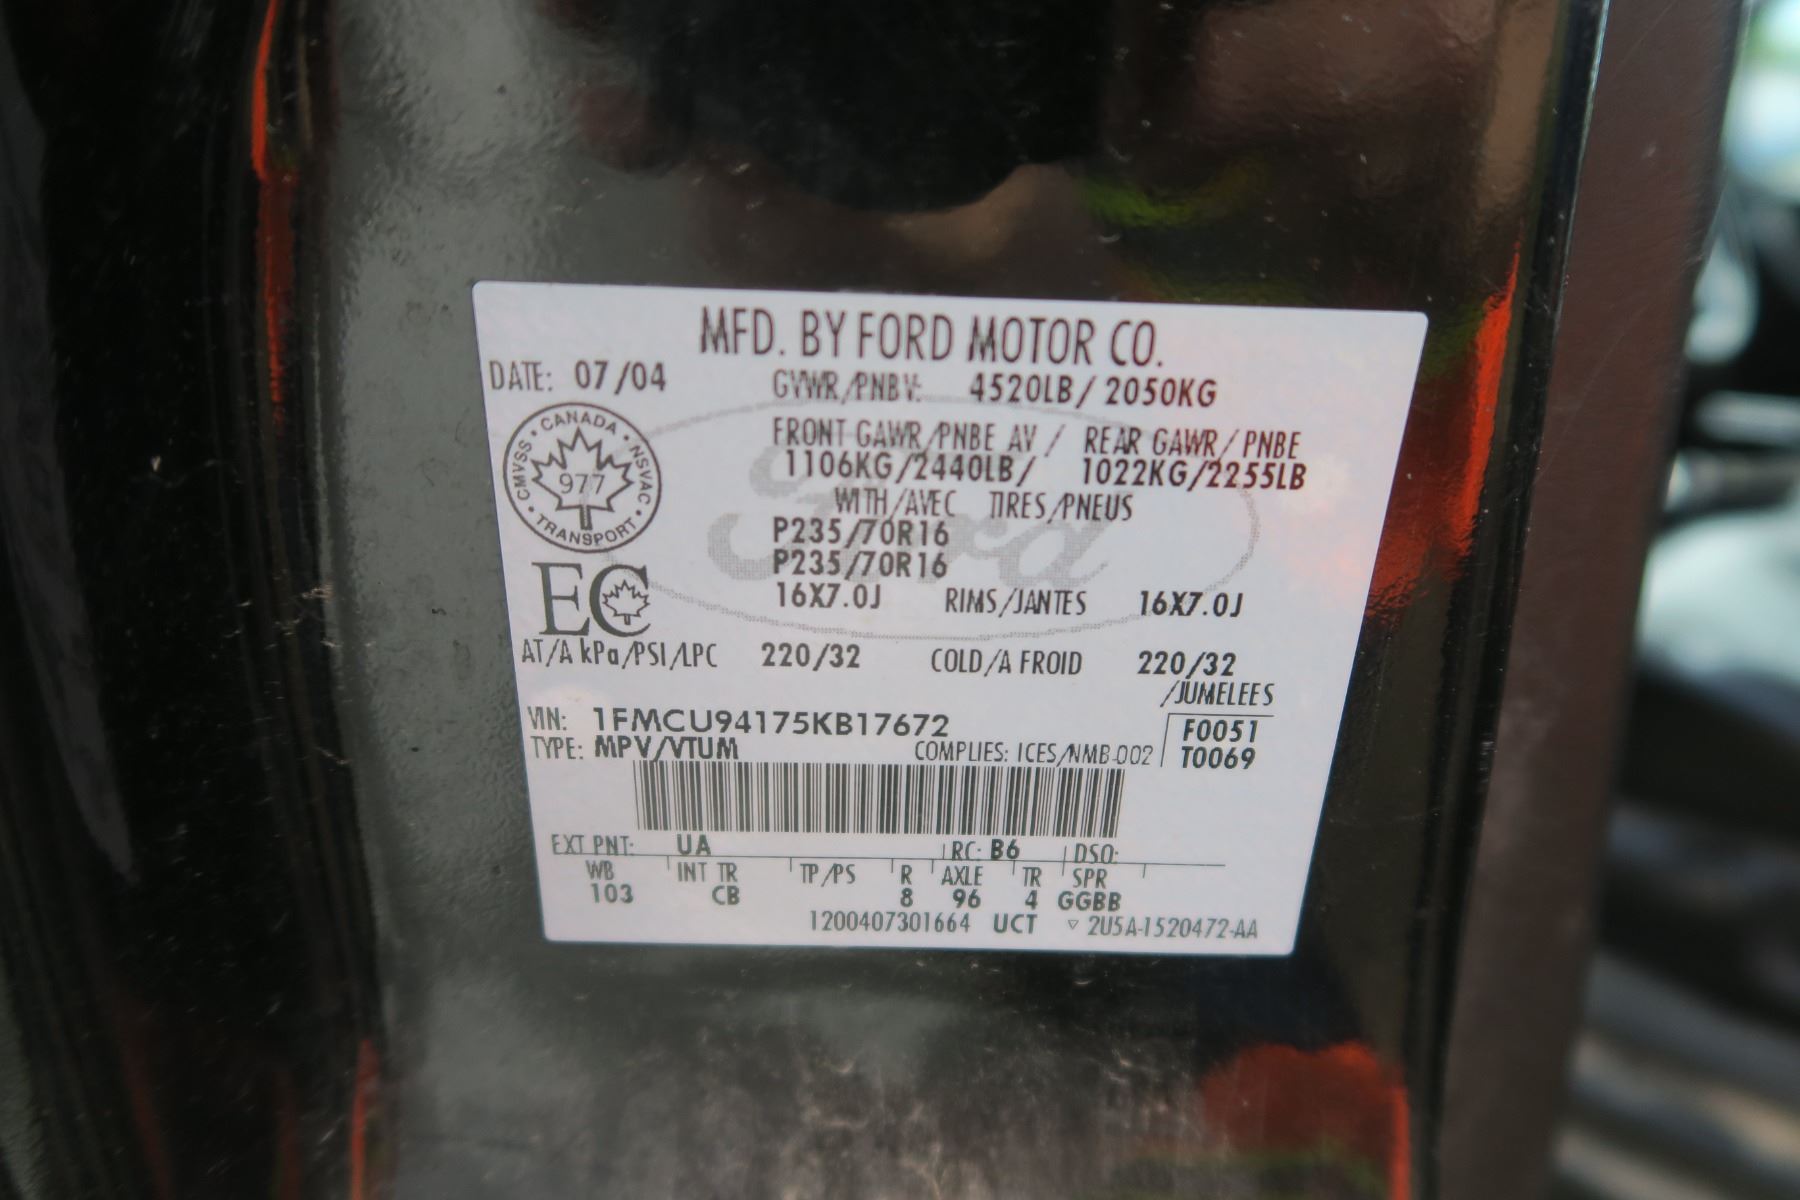 MFD. BY FORD MOTOR CO.
DATE: 07/04
GVWR/PNBV: 4520LB/ 2050KG
CANADA
CMVSS
NSVAC
977
TRANSPORT
FRONT GAWR/PNBE AV / REAR GAWR/PNBE
1106KG/2440LB/ 1022KG/2255LB
WITH/AVEC TIRES/PNEUS
P235/70R16
P235/70R16
16X7.0J RIMS/JANTES 16X7.0J
Ford
EC
AT/A kPa/PSI/LPC 220/32 COLD/A FROID 220/32
/JUMELEES
VIN: 1FMCU94175KB17672
F0051
TYPE: MPV/VTUM COMPLIES: ICES/NMB-002 T0069
EXT PNT: UA RC: B6 DSO:
WB INT TR TP/PS R AXLE TR SPR
103 CB 8 96 4 GGBB
1200407301664 UCT ▽ 2U5A-1520472-AA